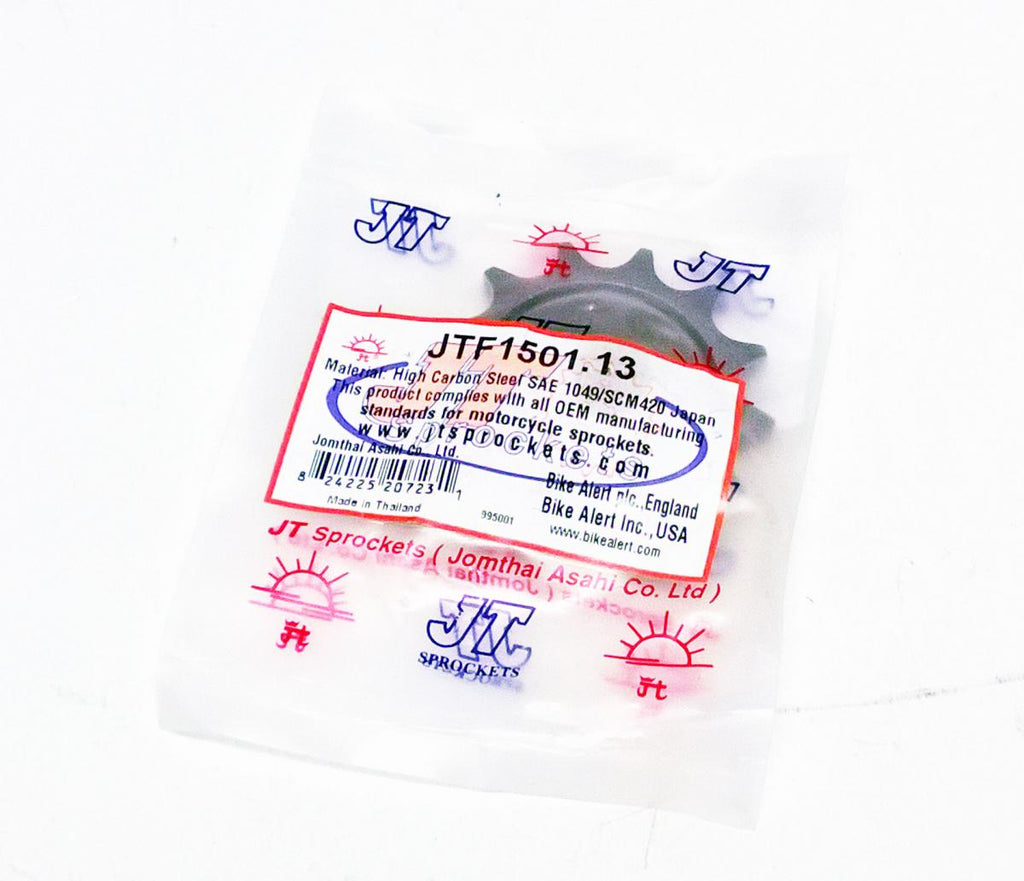 JT
Jt
JT
JTF1501.13
Material: High Carbon Steel SAE 1049/SCM420 Japan
This product complies with all OEM manufacturing
standards for motorcycle sprockets.
www.jtsprockets.com
Jomthai Asahi Co., Ltd.
8 24225 20723 1
Made in Thailand
995001
Bike Alert plc.,England
Bike Alert Inc.,USA
www.bikealert.com
JT Sprockets ( Jomthai Asahi Co. Ltd )
Jt
JT
SPROCKETS
Jt